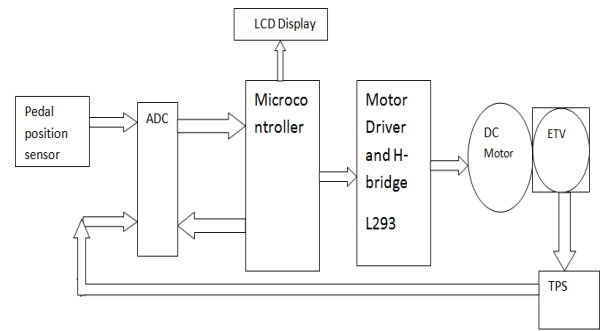 LCD Display
Pedal
position
sensor
ADC
Microco
ntroller
Motor
Driver
and H-
bridge
L293
DC
Motor
ETV
TPS